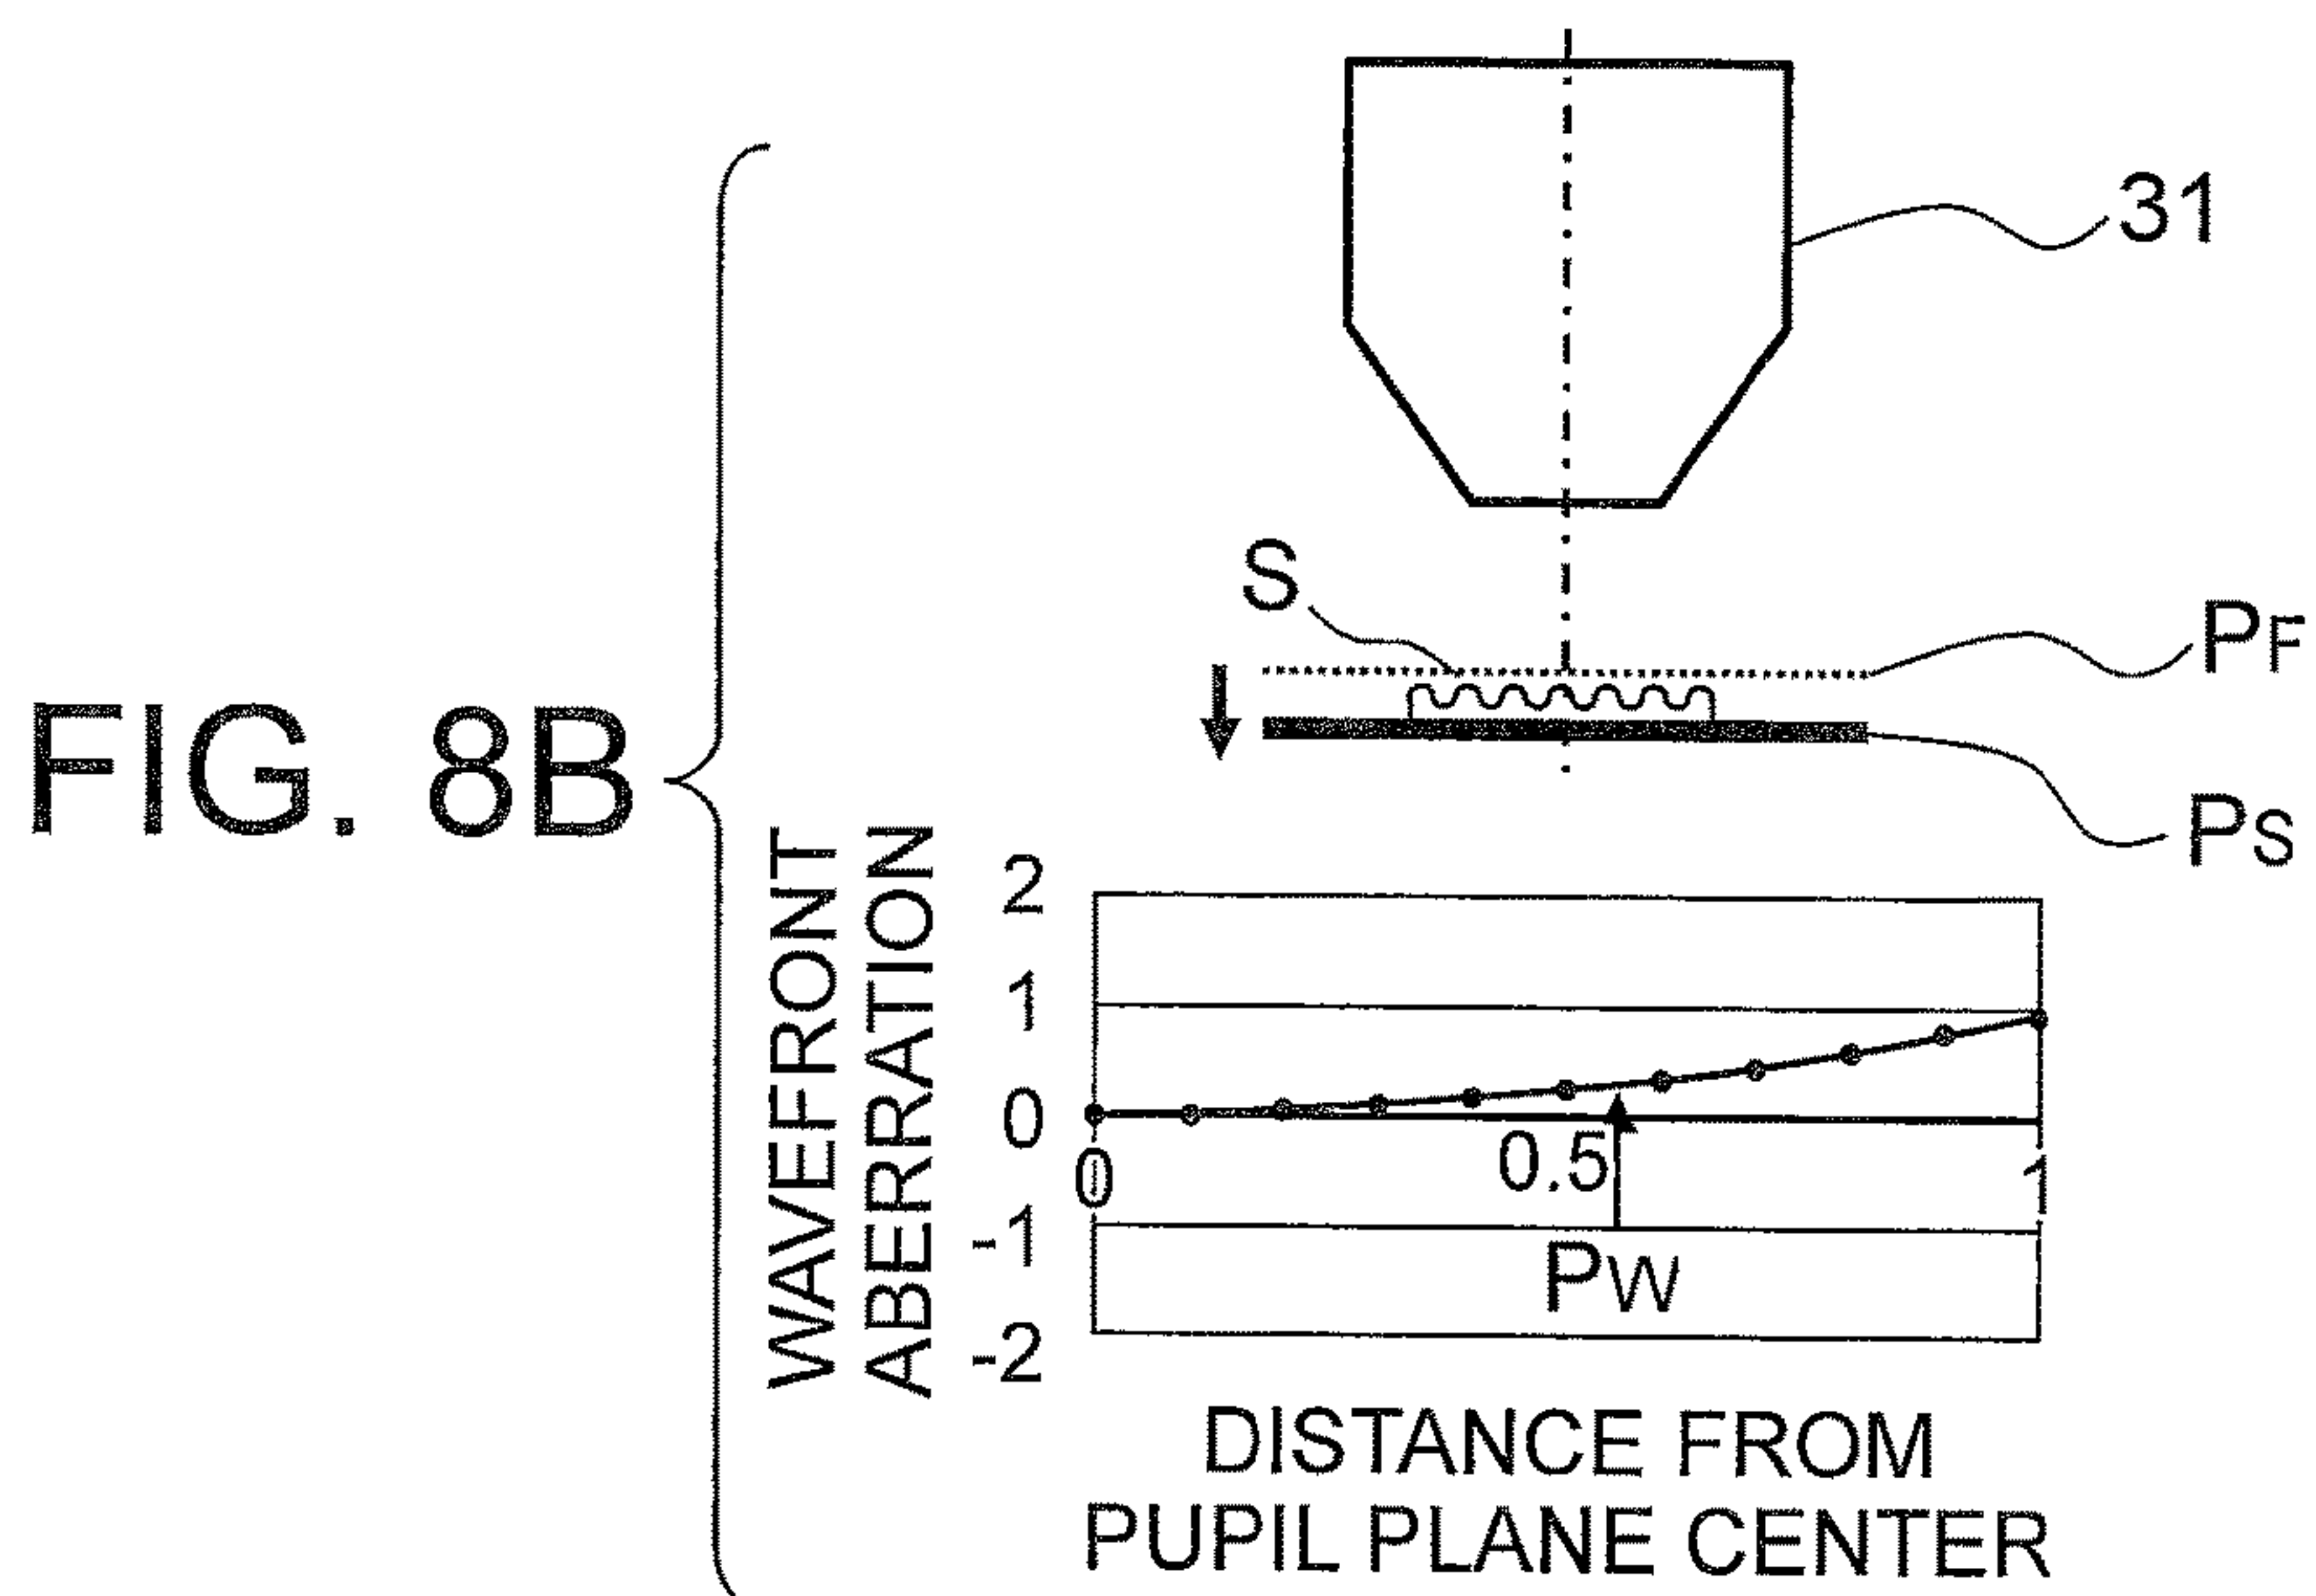 FIG. 8B
31
S
PF
PS
WAVEFRONT
ABERRATION
2
1
0
-1
-2
0
0.5
1
PW
DISTANCE FROM
PUPIL PLANE CENTER